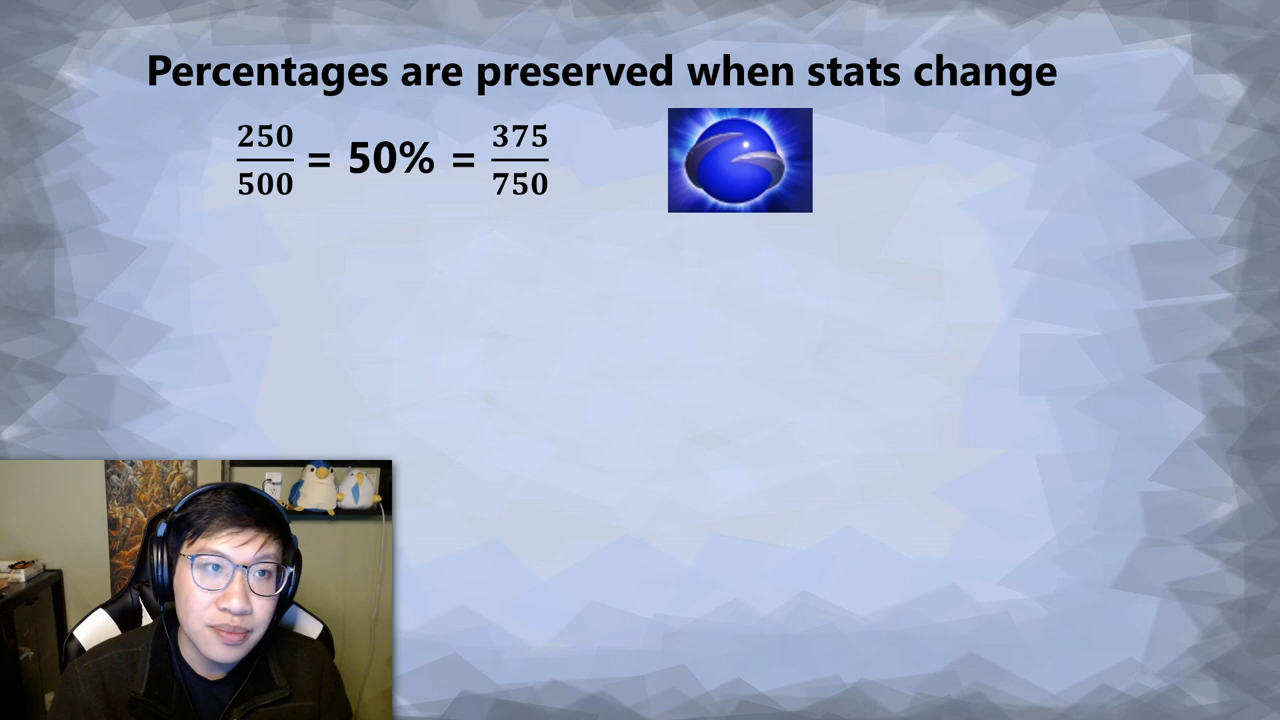 Percentages are preserved when stats change
250/500 = 50% = 375/750